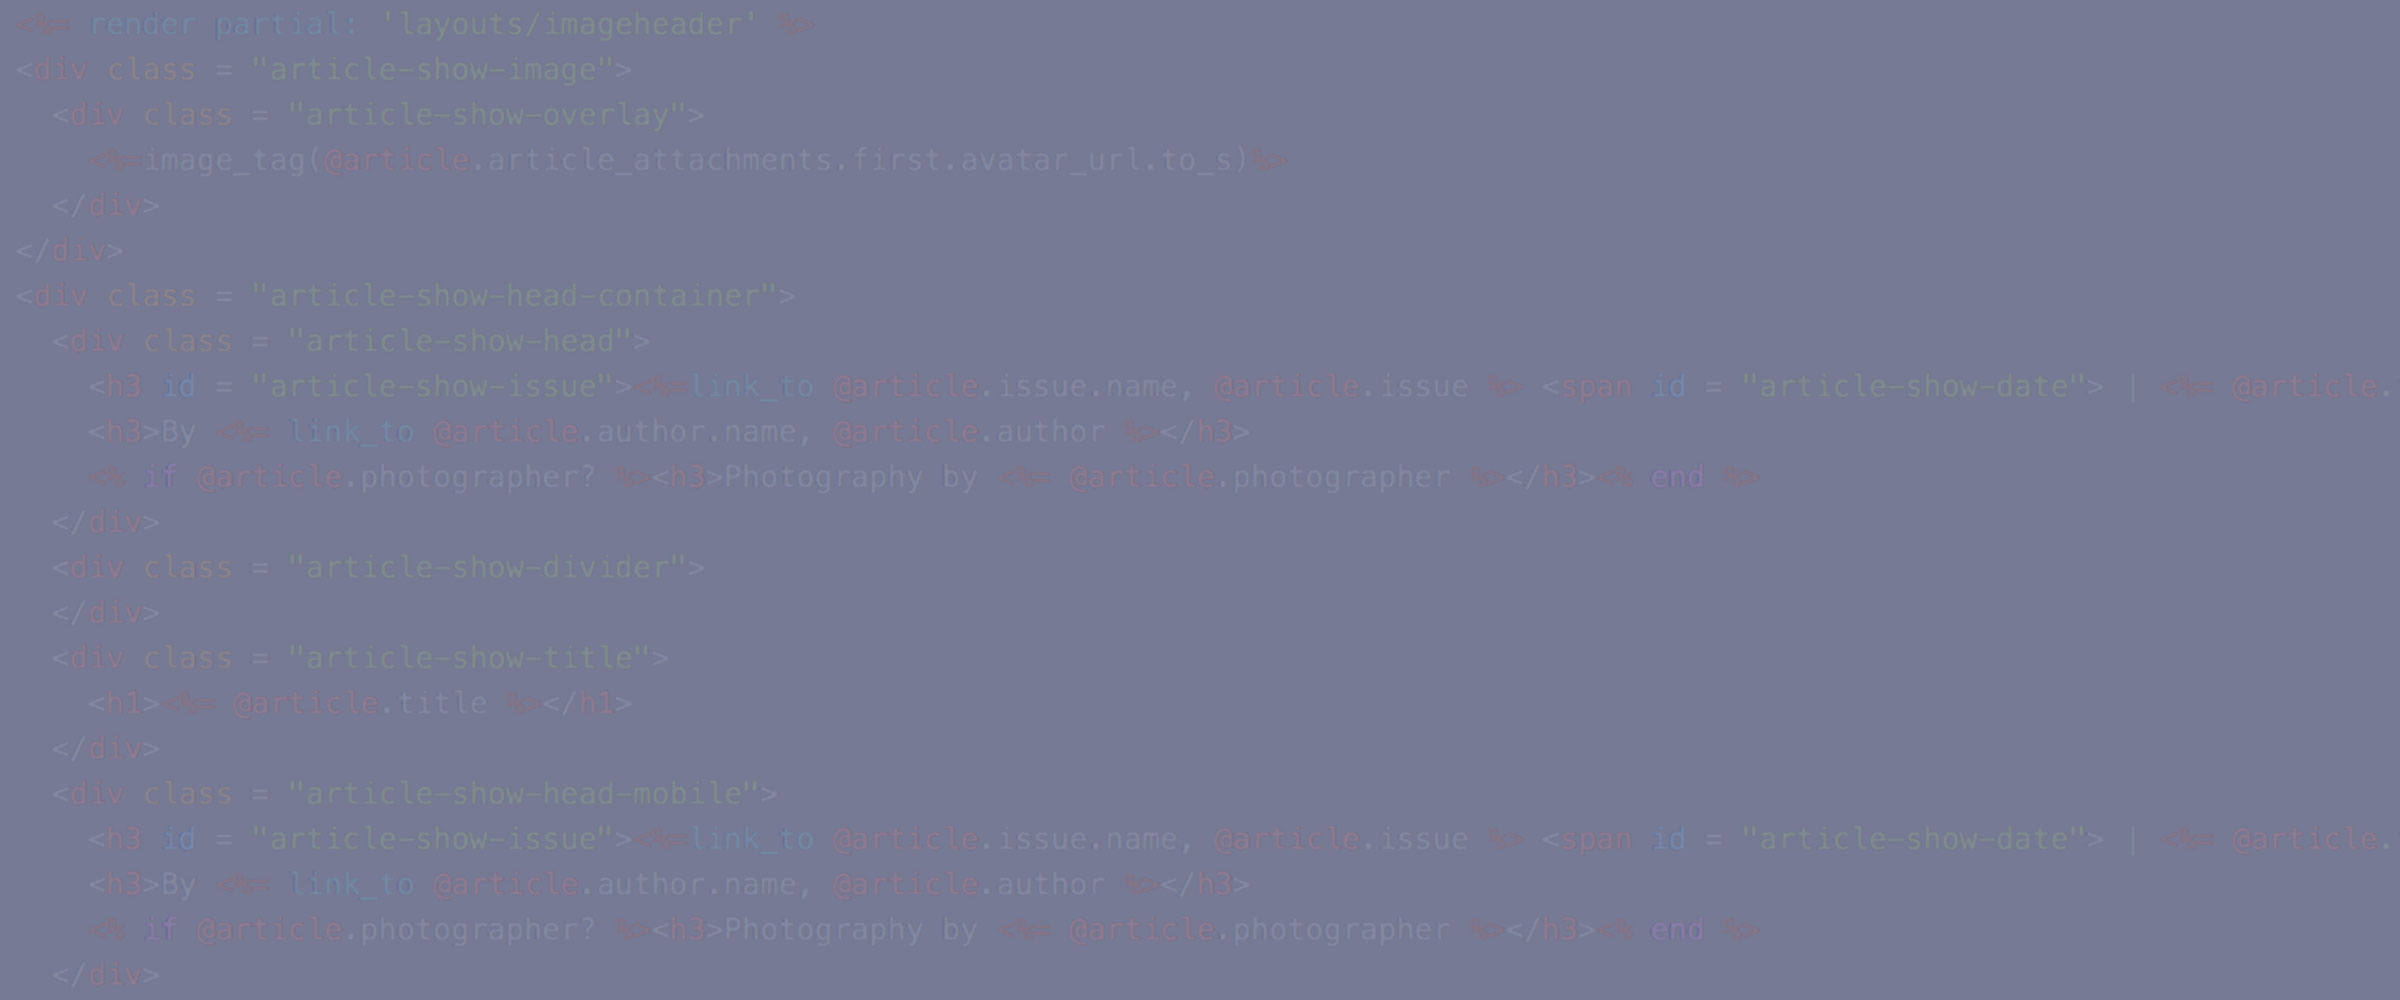 <%= render partial: 'layouts/imageheader' %>
<div class = "article-show-image">
  <div class = "article-show-overlay">
    <%=image_tag(@article.article_attachments.first.avatar_url.to_s)%>
  </div>
</div>
<div class = "article-show-head-container">
  <div class = "article-show-head">
    <h3 id = "article-show-issue"><%=link_to @article.issue.name, @article.issue %> <span id = "article-show-date"> | <%= @article.
    <h3>By <%= link_to @article.author.name, @article.author %></h3>
    <% if @article.photographer? %><h3>Photography by <%= @article.photographer %></h3><% end %>
  </div>
  <div class = "article-show-divider">
  </div>
  <div class = "article-show-title">
    <h1><%= @article.title %></h1>
  </div>
  <div class = "article-show-head-mobile">
    <h3 id = "article-show-issue"><%=link_to @article.issue.name, @article.issue %> <span id = "article-show-date"> | <%= @article.
    <h3>By <%= link_to @article.author.name, @article.author %></h3>
    <% if @article.photographer? %><h3>Photography by <%= @article.photographer %></h3><% end %>
  </div>